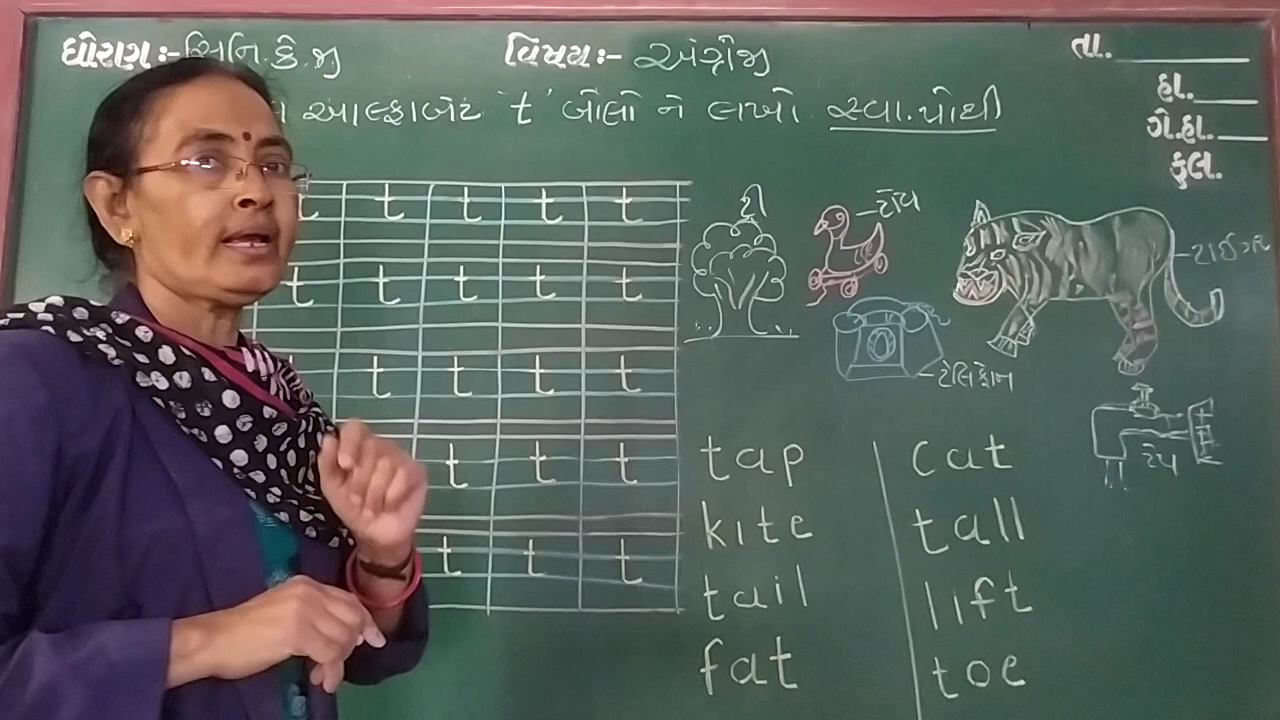 ધોરણ:- સિનિ.કે.જી
વિષય:- અંગ્રેજી
તા.
હા.
ગે.હા.
કુલ.
આલ્ફાબેટ 't' બોલો ને લખો સ્વા.પોથી
t t t t t
t t t t t
t t t t
t t t
t t t
ટ્રી
ટોય
ટાઈગર
ટેલિફોન
ટેપ
tap
kite
tail
fat
cat
tall
lift
toe